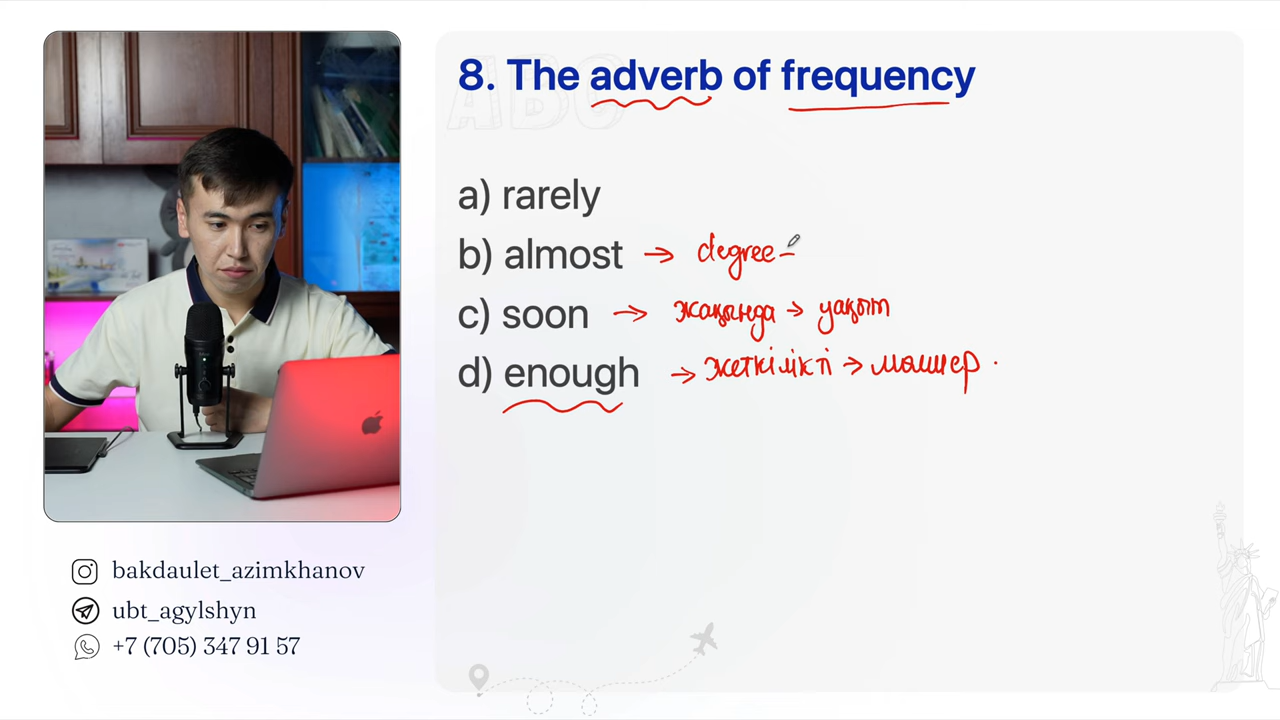 8. The adverb of frequency
ABC
a) rarely
b) almost → degree –
c) soon → жақында → уақыт
d) enough → жеткілікті → мөлшер .
bakdaulet_azimkhanov
ubt_agylshyn
+7 (705) 347 91 57